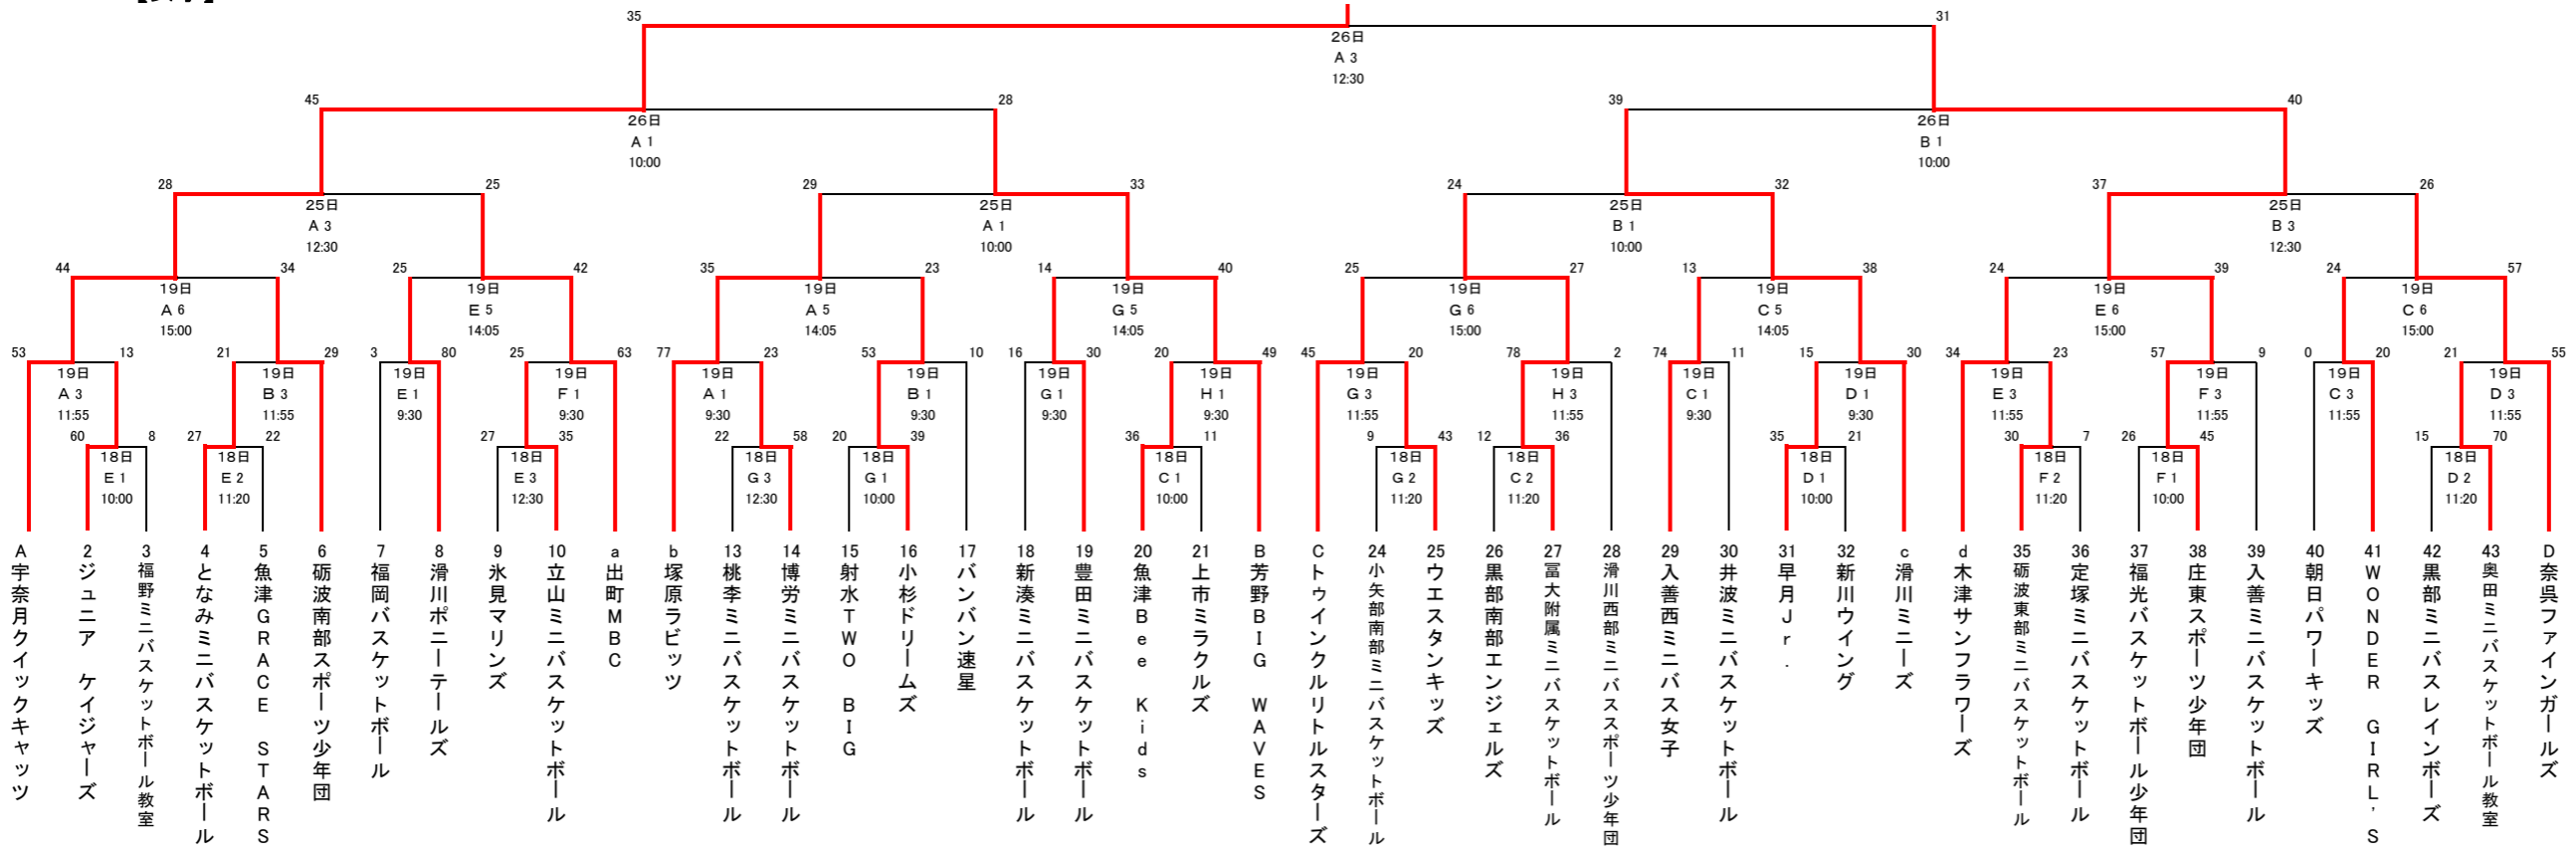 35 31
26日
A 3
12:30
45 28 39 40
26日 26日
A 1 B 1
10:00 10:00
28 25 29 33 24 32 37 26
25日 25日 25日 25日
A 3 A 1 B 1 B 3
12:30 10:00 10:00 12:30
44 34 25 42 35 23 14 40 25 27 13 38 24 39 24 57
19日 19日 19日 19日 19日 19日 19日 19日
A 6 E 5 A 5 G 5 G 6 C 5 E 6 C 6
15:00 14:05 14:05 14:05 15:00 14:05 15:00 15:00
53 13 21 29 3 80 25 63 77 23 53 10 16 30 20 49 45 20 78 2 74 11 15 30 34 23 57 9 0 20 21 55
19日 19日 19日 19日 19日 19日 19日 19日 19日 19日 19日 19日 19日 19日 19日 19日
A 3 B 3 E 1 F 1 A 1 B 1 G 1 H 1 G 3 H 3 C 1 D 1 E 3 F 3 C 3 D 3
11:55 11:55 9:30 9:30 9:30 9:30 9:30 9:30 11:55 11:55 9:30 9:30 11:55 11:55 11:55 11:55
60 8 27 22 27 35 22 58 20 39 36 11 9 43 12 36 35 21 30 7 26 45 15 70
18日 18日 18日 18日 18日 18日 18日 18日 18日 18日 18日 18日
E 1 E 2 E 3 G 3 G 1 C 1 G 2 C 2 D 1 F 2 F 1 D 2
10:00 11:20 12:30 12:30 10:00 10:00 11:20 11:20 10:00 11:20 10:00 11:20
A 宇奈月クイックキャッツ
2 ジュニア ケイジャーズ
3 福野ミニバスケットボール教室
4 となみミニバスケットボール
5 魚津GRACE STARS
6 砺波南部スポーツ少年団
7 福岡バスケットボール
8 滑川ポニーテールズ
9 氷見マリンズ
10 立山ミニバスケットボール
a 出町MBC
b 塚原ラビッツ
13 桃李ミニバスケットボール
14 博労ミニバスケットボール
15 射水TWO BIG
16 小杉ドリームズ
17 バンバン速星
18 新湊ミニバスケットボール
19 豊田ミニバスケットボール
20 魚津Bee Kids
21 上市ミラクルズ
B 芳野BIG WAVES
C トゥインクルリトルスターズ
24 小矢部南部ミニバスケットボール
25 ウエスタンキッズ
26 黒部南部エンジェルズ
27 冨大附属ミニバスケットボール
28 滑川西部ミニバススポーツ少年団
29 入善西ミニバス女子
30 井波ミニバスケットボール
31 早月Jr.
32 新川ウイング
c 滑川ミニーズ
d 木津サンフラワーズ
35 砺波東部ミニバスケットボール
36 定塚ミニバスケットボール
37 福光バスケットボール少年団
38 庄東スポーツ少年団
39 入善ミニバスケットボール
40 朝日パワーキッズ
41 WONDER GIRL'S
42 黒部ミニバスレインボーズ
43 奥田ミニバスケットボール教室
D 奈呉ファインガールズ